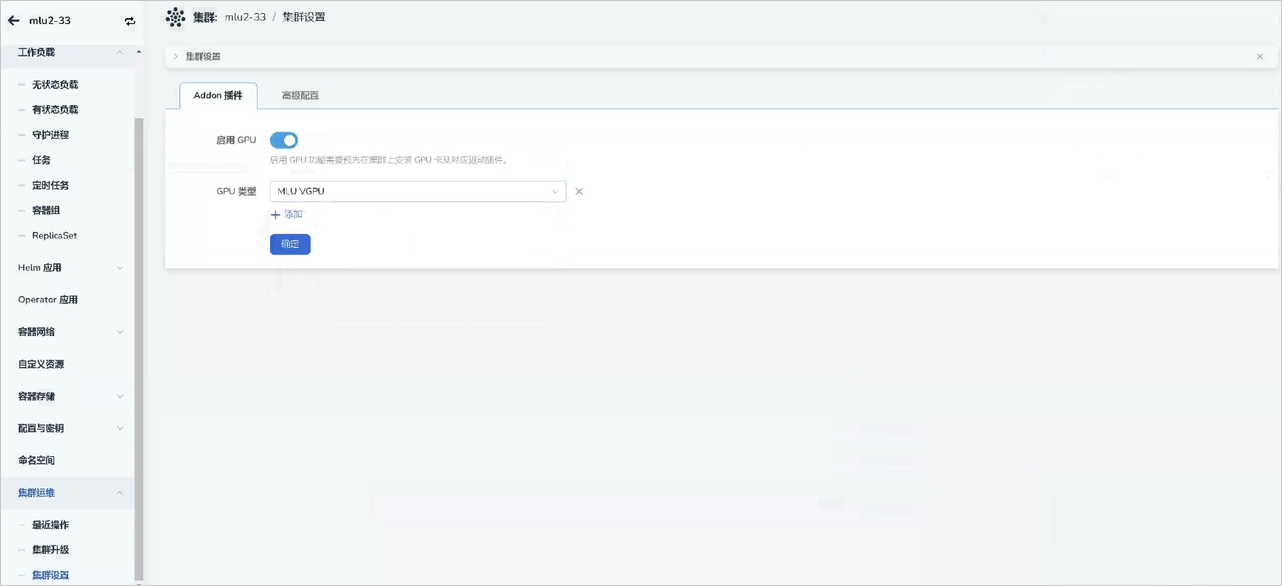 mlu2-33
集群: mlu2-33 / 集群设置
工作负载
无状态负载
有状态负载
守护进程
任务
定时任务
容器组
ReplicaSet
Helm 应用
Operator 应用
容器网络
自定义资源
容器存储
配置与密钥
命名空间
集群运维
最近操作
集群升级
集群设置
集群设置
Addon 插件
高级配置
启用 GPU
启用 GPU 功能需要预先在集群上安装 GPU 卡及对应驱动插件。
GPU 类型
MLU VGPU
添加
确定